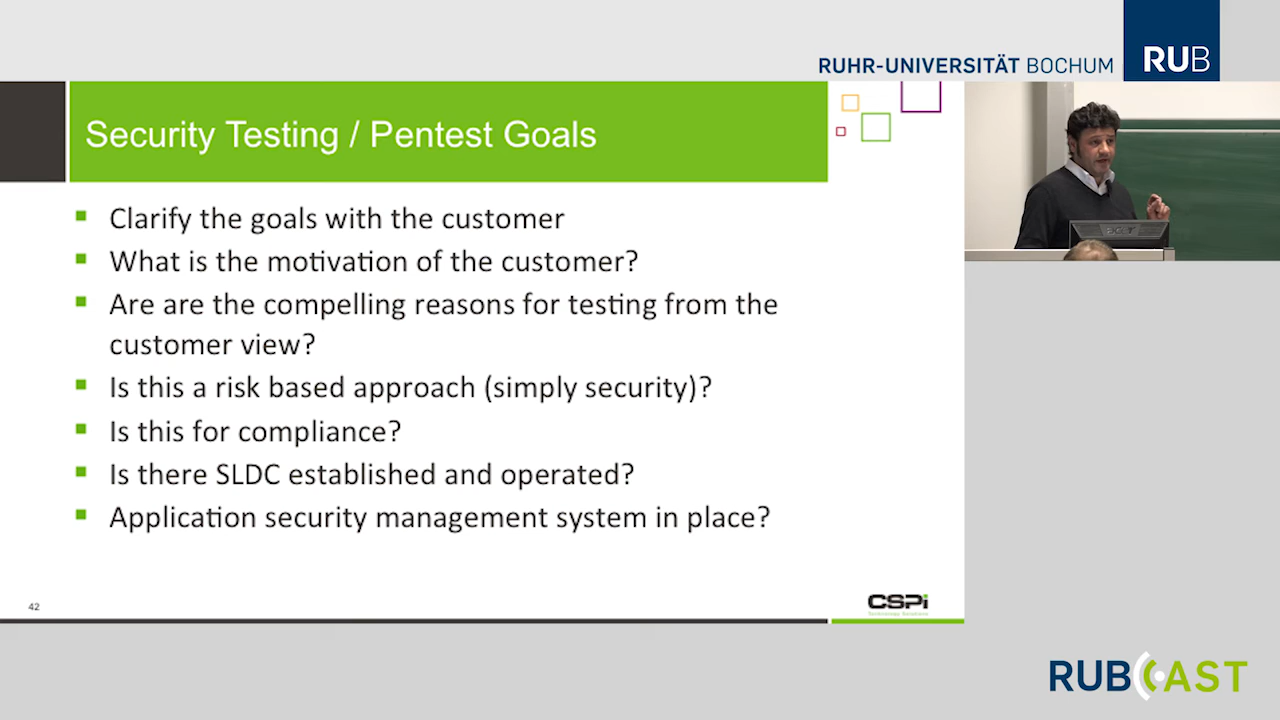 RUHR-UNIVERSITÄT BOCHUM
RUB
Security Testing / Pentest Goals
Clarify the goals with the customer
What is the motivation of the customer?
Are are the compelling reasons for testing from the
customer view?
Is this a risk based approach (simply security)?
Is this for compliance?
Is there SLDC established and operated?
Application security management system in place?
42
CSPi
RUBCAST